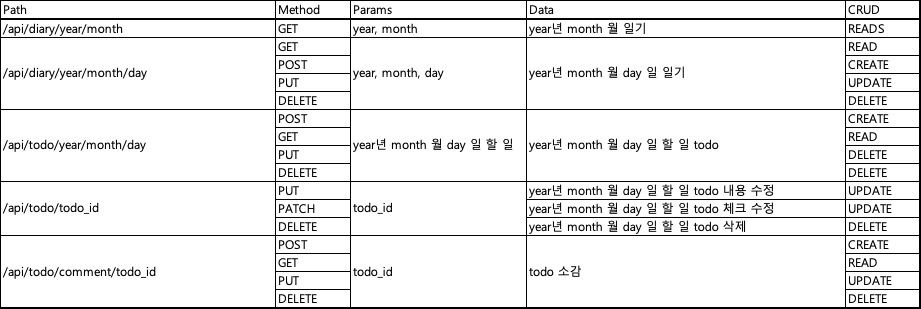 Path Method Params Data CRUD
/api/diary/year/month GET year, month year년 month 월 일기 READS
/api/diary/year/month/day GET year, month, day year년 month 월 day 일 일기 READ
POST CREATE
PUT UPDATE
DELETE DELETE
/api/todo/year/month/day POST year년 month 월 day 일 할 일 year년 month 월 day 일 할 일 todo CREATE
GET READ
PUT DELETE
DELETE DELETE
/api/todo/todo_id PUT todo_id year년 month 월 day 일 할 일 todo 내용 수정 UPDATE
PATCH year년 month 월 day 일 할 일 todo 체크 수정 UPDATE
DELETE year년 month 월 day 일 할 일 todo 삭제 DELETE
/api/todo/comment/todo_id POST todo_id todo 소감 CREATE
GET READ
PUT UPDATE
DELETE DELETE